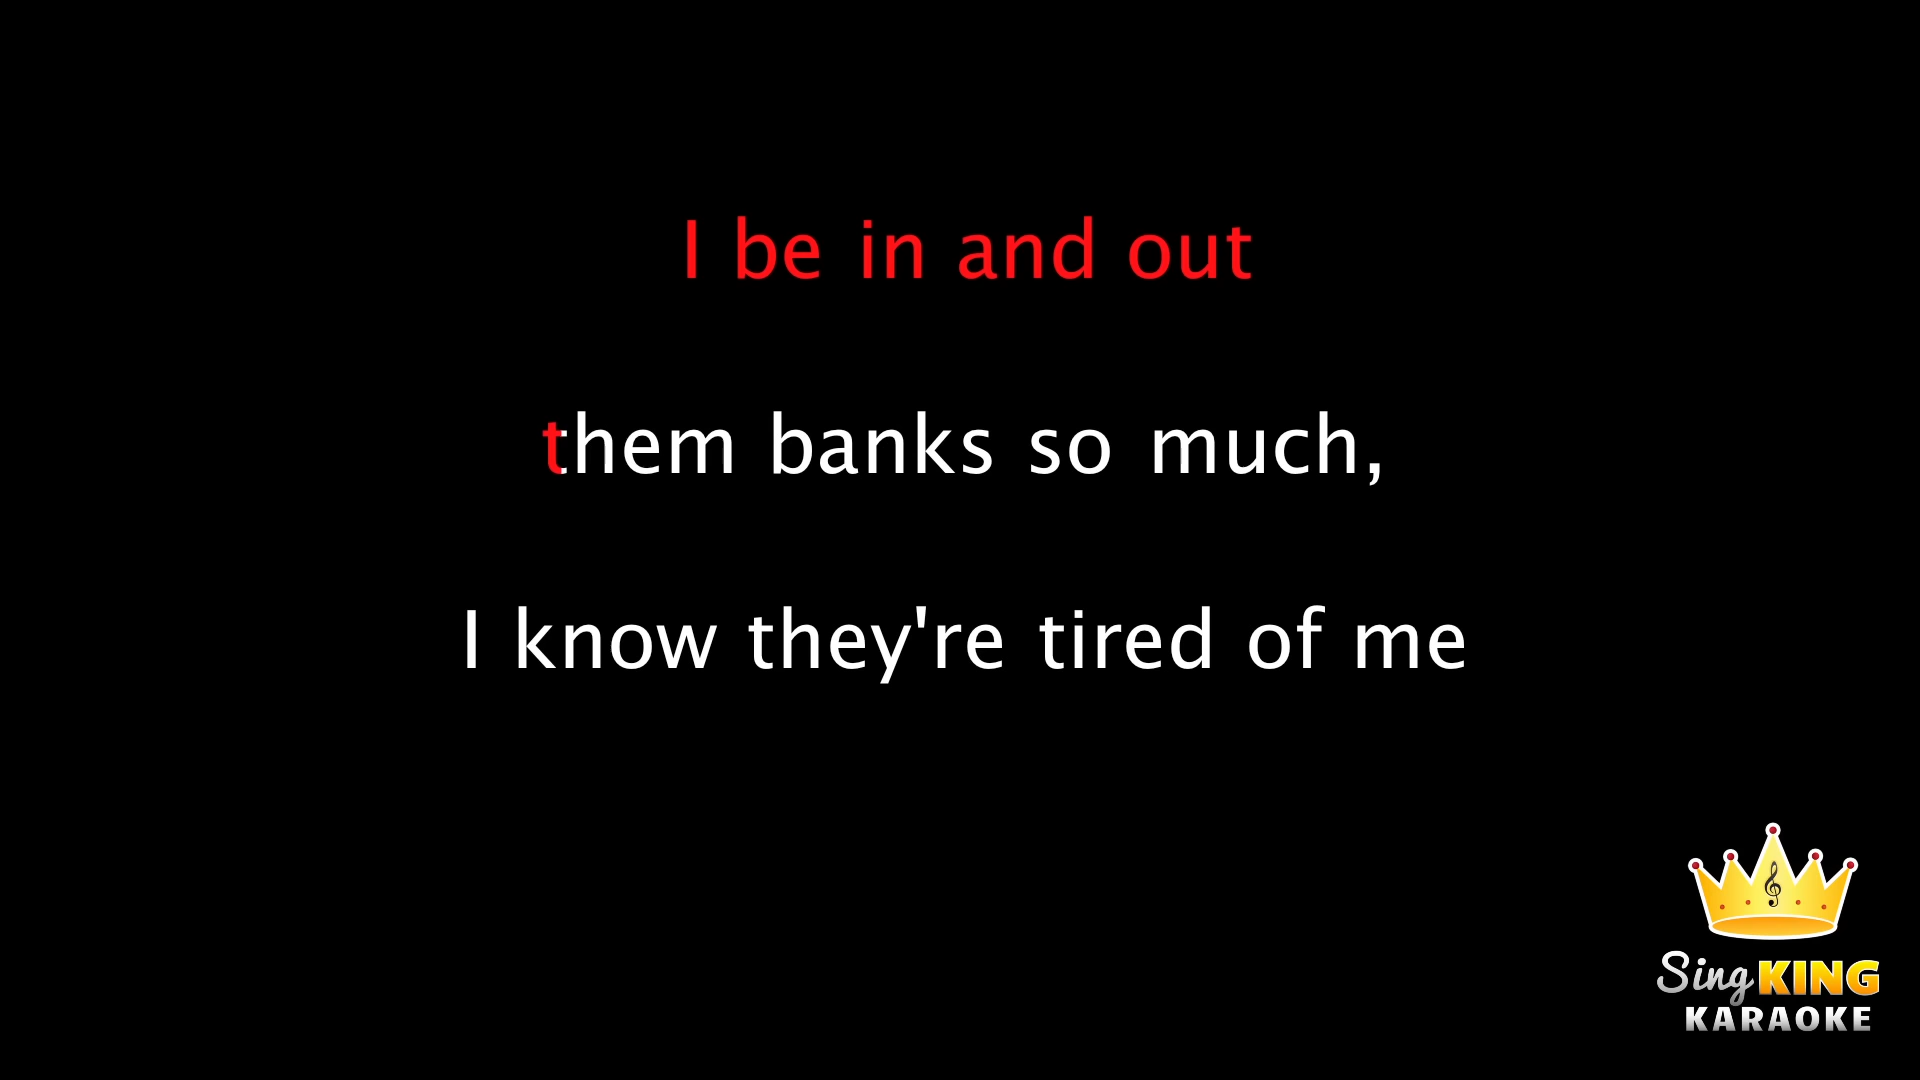 I be in and out
them banks so much,
I know they're tired of me
Sing KING
KARAOKE